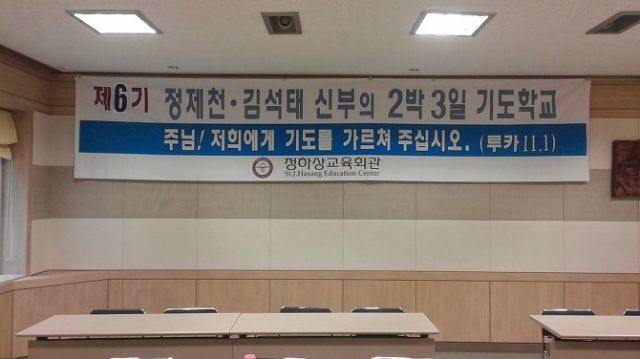 제6기 정제천·김석태 신부의 2박 3일 기도학교
주님! 저희에게 기도를 가르쳐 주십시오. (루카 11.1)
정하상교육회관
St.J.Hasang Education Center